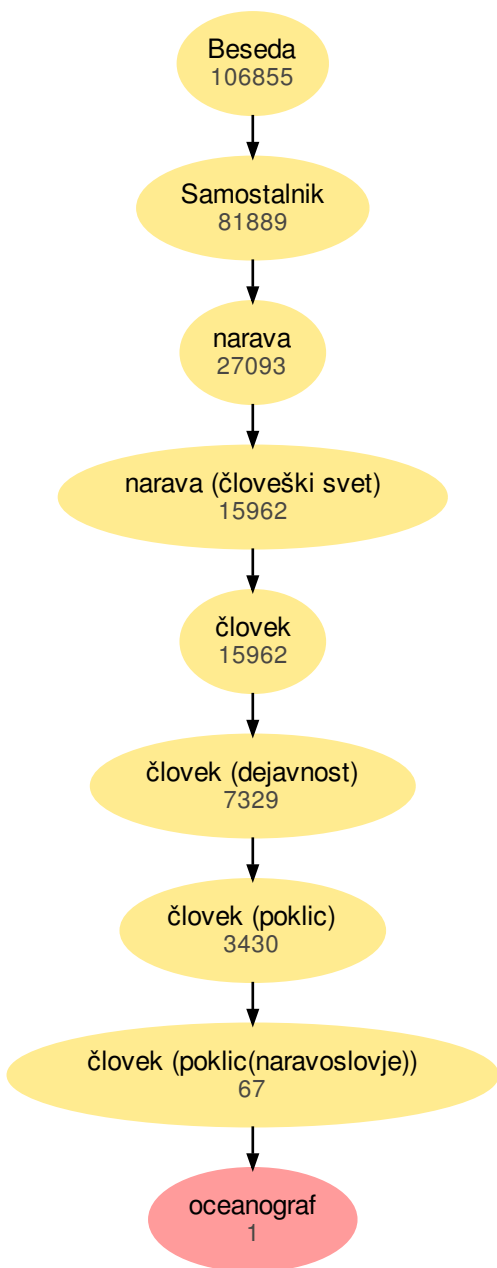 Beseda
106855
Samostalnik
81889
narava
27093
narava (človeški svet)
15962
človek
15962
človek (dejavnost)
7329
človek (poklic)
3430
človek (poklic(naravoslovje))
67
oceanograf
1